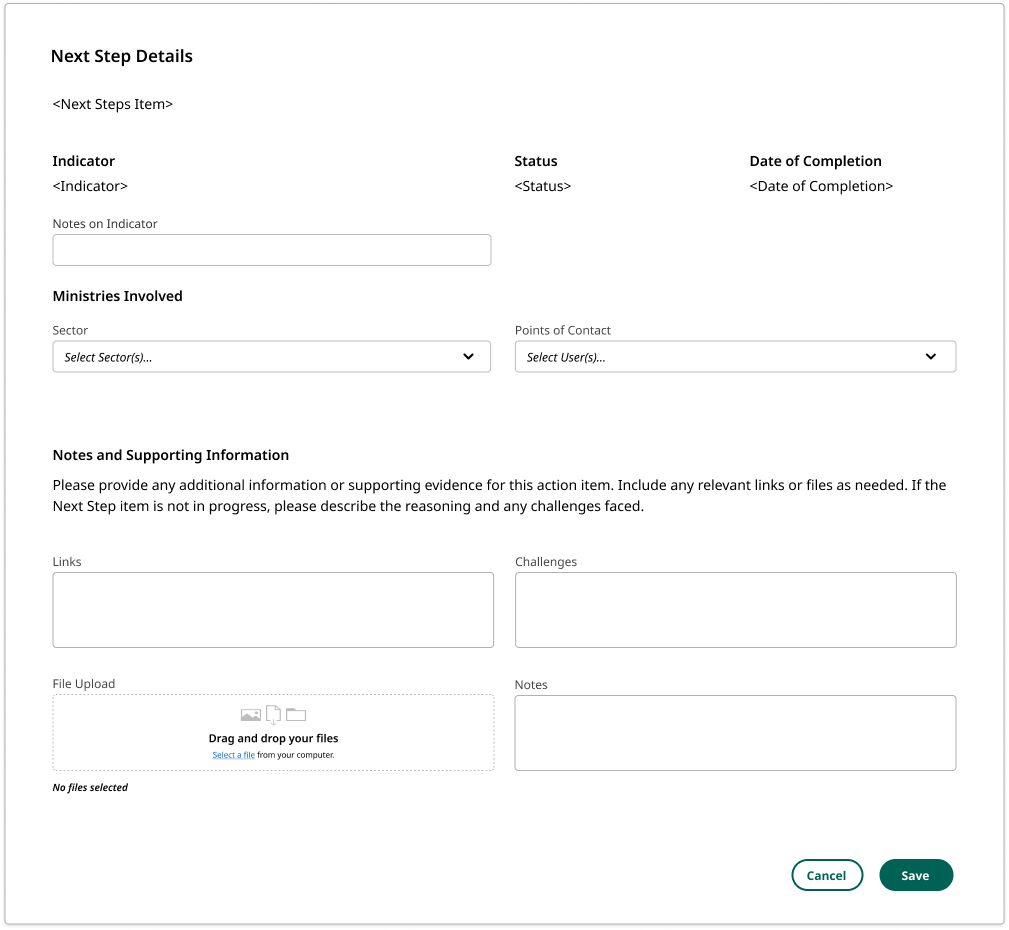 Next Step Details
<Next Steps Item>
Indicator
<Indicator>
Status
<Status>
Date of Completion
<Date of Completion>
Notes on Indicator
Ministries Involved
Sector
Select Sector(s)...
Points of Contact
Select User(s)...
Notes and Supporting Information
Please provide any additional information or supporting evidence for this action item. Include any relevant links or files as needed. If the
Next Step item is not in progress, please describe the reasoning and any challenges faced.
Links
Challenges
File Upload
Drag and drop your files
Select a file from your computer.
No files selected
Notes
Cancel
Save